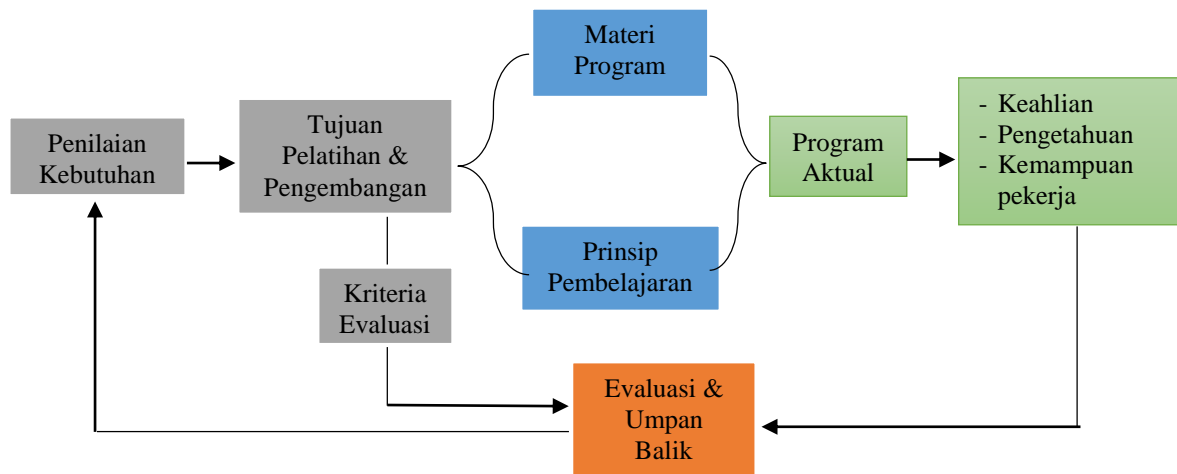 Penilaian
Kebutuhan
Tujuan
Pelatihan &
Pengembangan
Materi
Program
Prinsip
Pembelajaran
Program
Aktual
- Keahlian
- Pengetahuan
- Kemampuan
pekerja
Kriteria
Evaluasi
Evaluasi &
Umpan
Balik